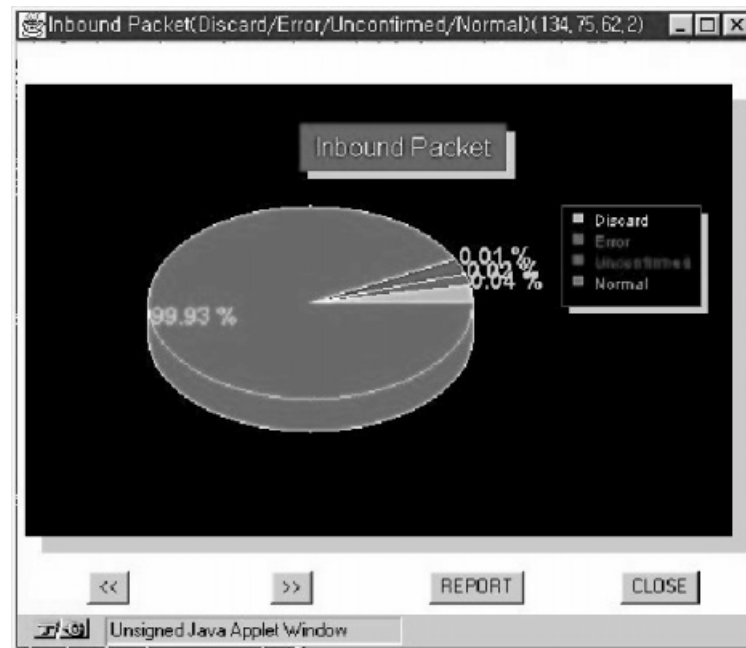 Inbound Packet(Discard/Error/Unconfirmed/Normal)(134,75,62,2)
Inbound Packet
Discard
Error
Unconfirmed
Normal
0.01 %
0.02 %
0.04 %
99.93 %
<<
>>
REPORT
CLOSE
Unsigned Java Applet Window